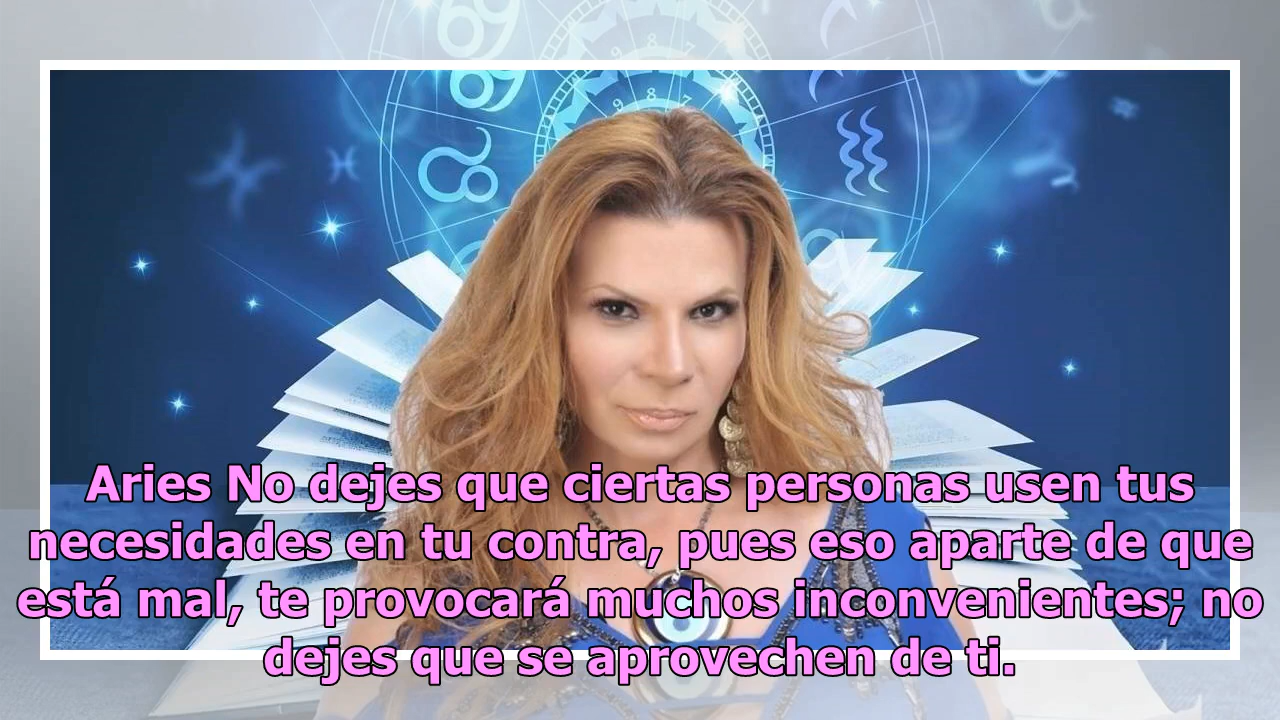 Aries No dejes que ciertas personas usen tus
necesidades en tu contra, pues eso aparte de que
está mal, te provocará muchos inconvenientes; no
dejes que se aprovechen de ti.